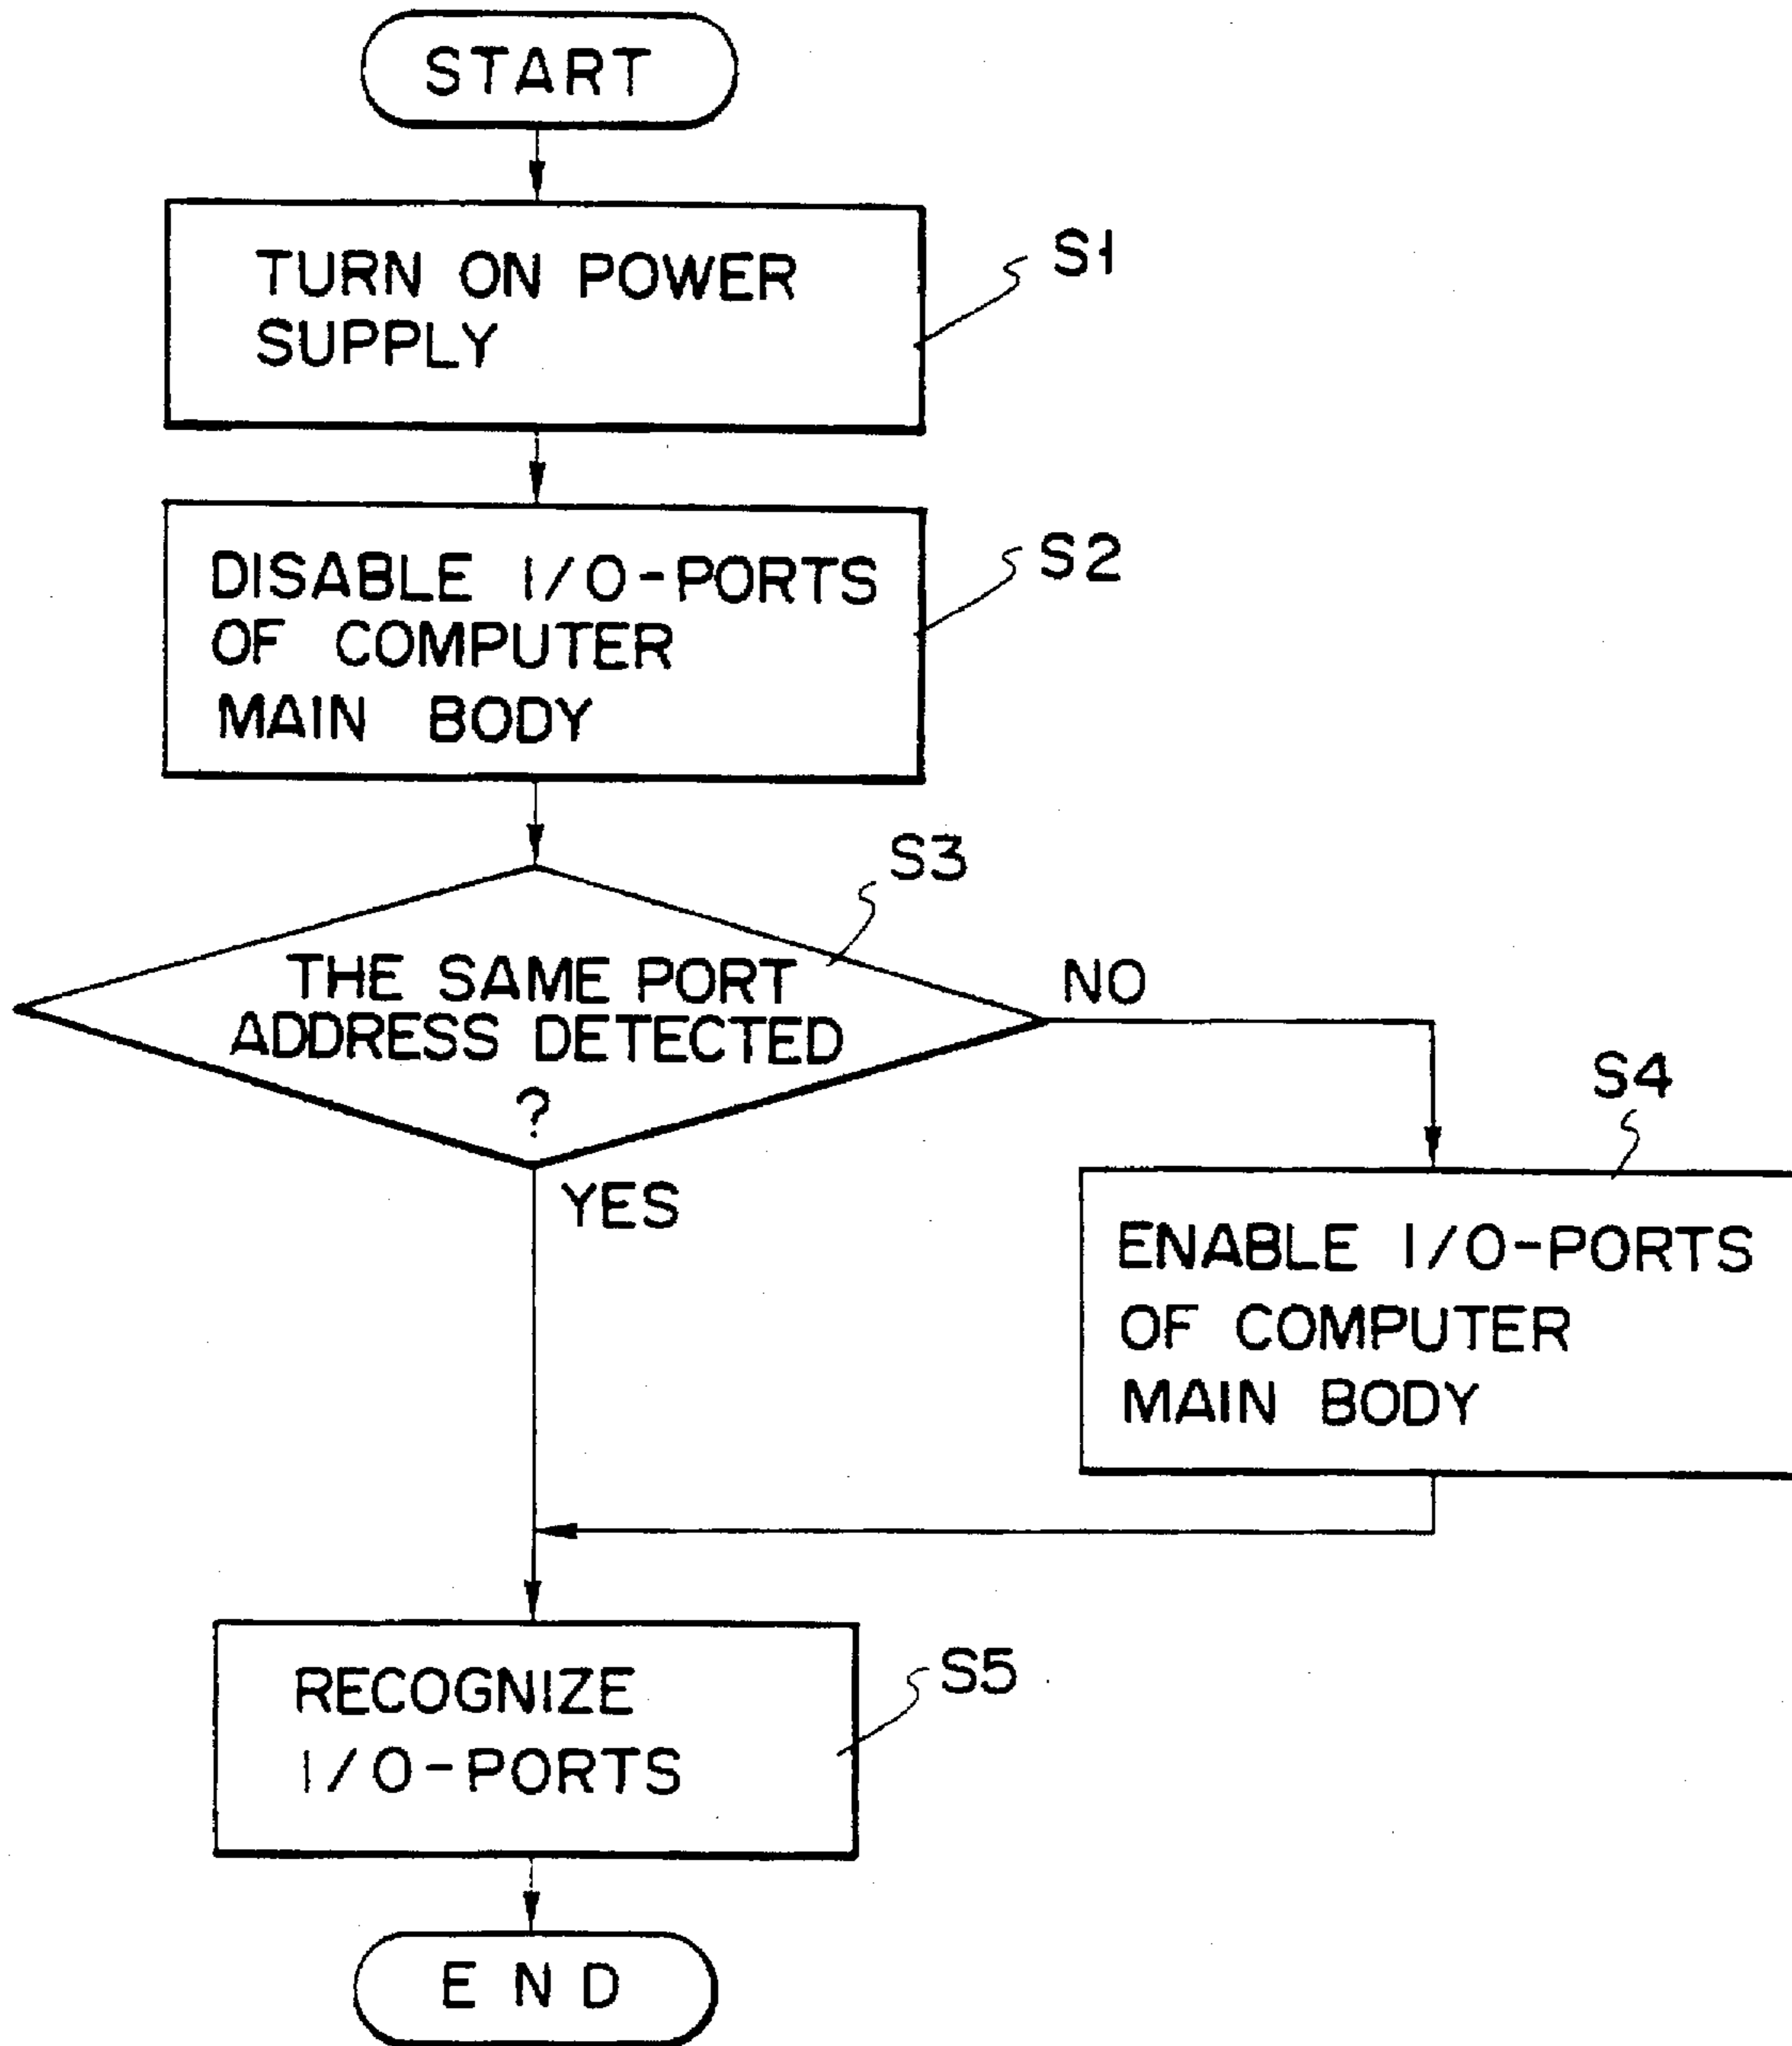 START
TURN ON POWER
SUPPLY
S1
DISABLE I/O-PORTS
OF COMPUTER
MAIN BODY
S2
S3
THE SAME PORT
ADDRESS DETECTED
?
NO
YES
S4
ENABLE I/O-PORTS
OF COMPUTER
MAIN BODY
RECOGNIZE
I/O-PORTS
S5
END